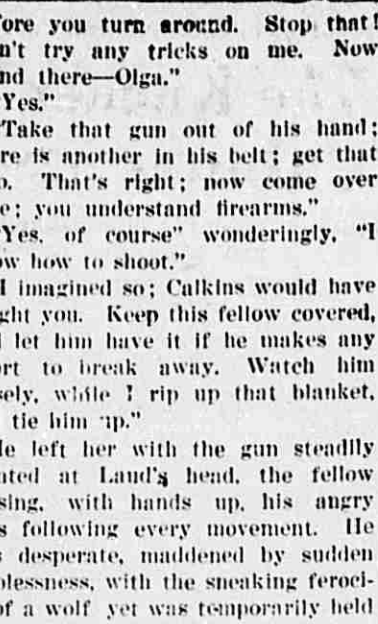 fore you turn around. Stop that!
n't try any tricks on me. Now
nd there—Olga."
"Yes."
"Take that gun out of his hand;
re is another in his belt; get that
o. That's right; now come over
e; you understand firearms."
"Yes, of course" wonderingly, "I
ow how to shoot."
"I imagined so; Calkins would have
ght you. Keep this fellow covered,
d let him have it if he makes any
ort to break away. Watch him
sely, while I rip up that blanket,
tie him up."
He left her with the gun steadily
nted at Laud's head, the fellow
sing, with hands up, his angry
s following every movement. He
s desperate, maddened by sudden
plessness, with the sneaking feroci-
of a wolf yet was temporarily held